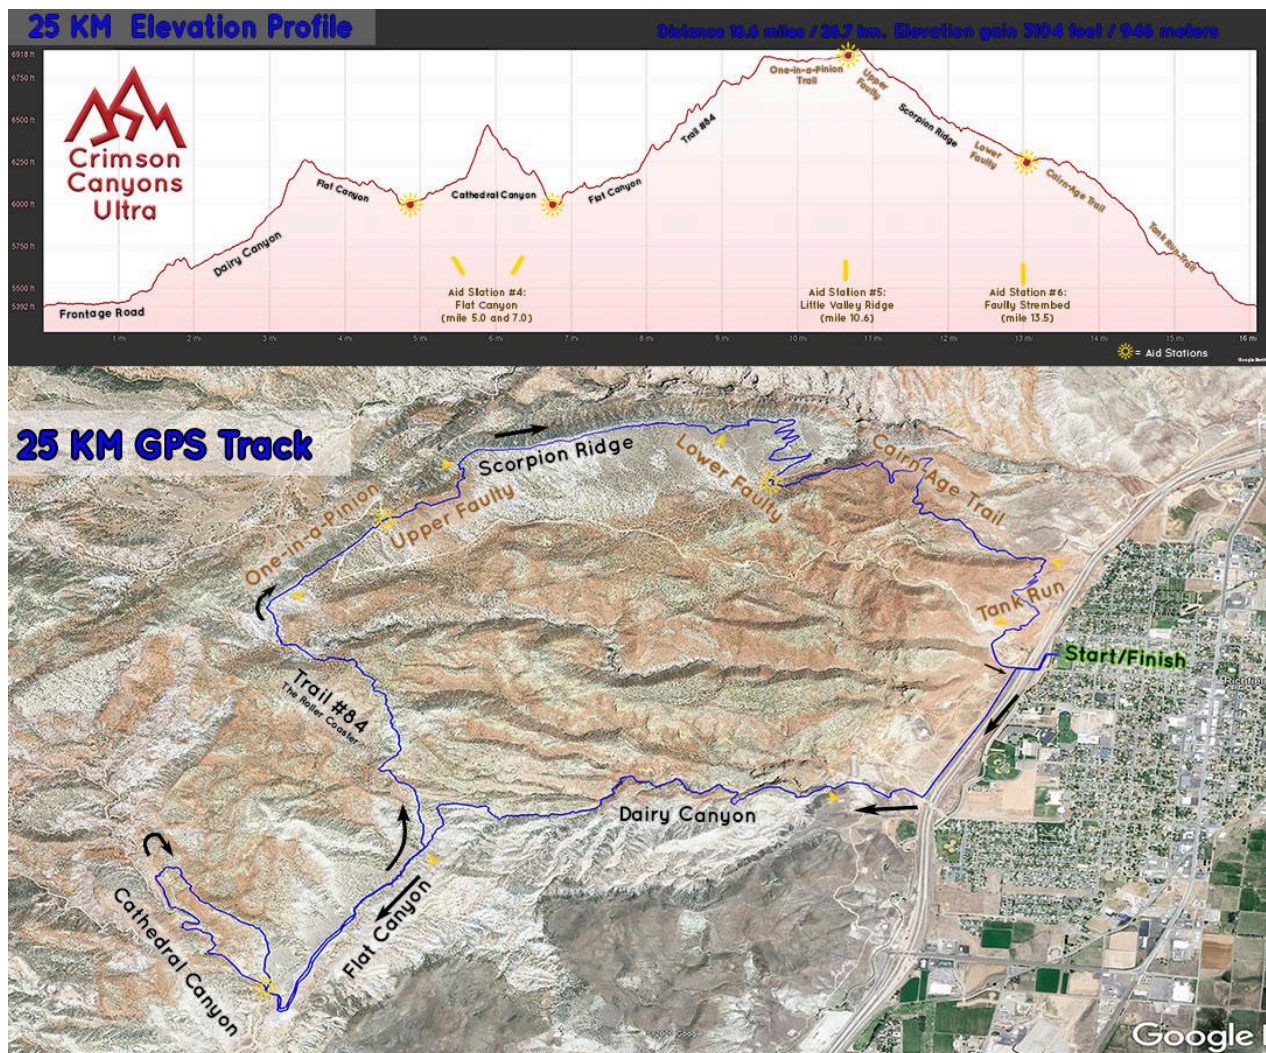 25 KM Elevation Profile
Distance 16.6 miles / 26.7 km, Elevation gain 3104 feet / 946 meters
6918 ft
6750 ft
6500 ft
6250 ft
6000 ft
5750 ft
5500 ft
5392 ft
Crimson
Canyons
Ultra
Frontage Road
Dairy Canyon
Flat Canyon
Cathedral Canyon
Flat Canyon
Trail #84
One-in-a-Pinion
Trail
Upper
Faulty
Scorpion Ridge
Lower
Faulty
Cairn-Age Trail
Tank Run Trail
Aid Station #4:
Flat Canyon
(mile 5.0 and 7.0)
Aid Station #5:
Little Valley Ridge
(mile 10.6)
Aid Station #6:
Faulty Strembed
(mile 13.5)
1 mi 2 mi 3 mi 4 mi 5 mi 6 mi 7 mi 8 mi 9 mi 10 mi 11 mi 12 mi 13 mi 14 mi 15 mi 16 mi
= Aid Stations
25 KM GPS Track
Scorpion Ridge
Lower Faulty
Cairn-Age Trail
One-in-a-Pinion
Upper Faulty
Tank Run
Start/Finish
Trail #84
The Roller Coaster
Dairy Canyon
Flat Canyon
Cathedral Canyon
Google